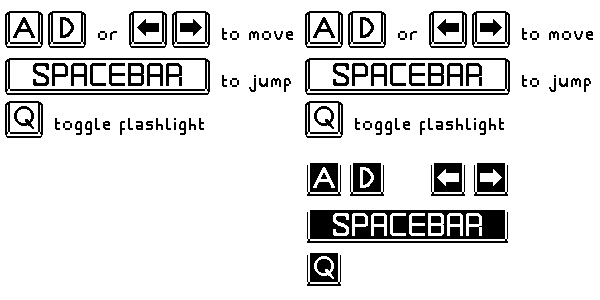 A D or ← → to move A D or ← → to move
SPACEBAR to jump SPACEBAR to jump
Q toggle flashlight Q toggle flashlight
A D ← →
SPACEBAR
Q